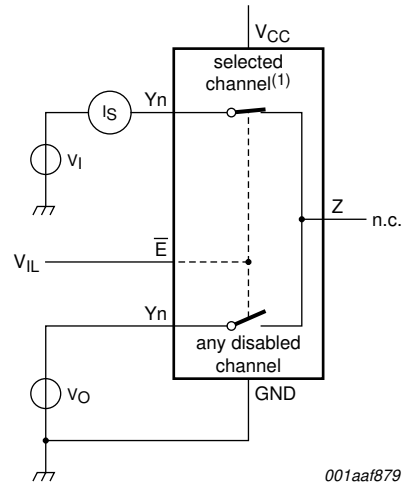 VCC
selected
channel(1)
Yn
IS
VI
Z
n.c.
E
VIL
Yn
any disabled
channel
VO
GND
001aaf879